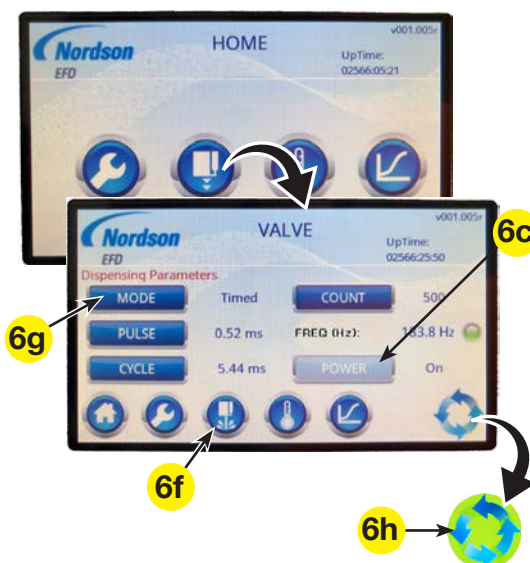 HOME
v001.005r
Nordson
EFD
UpTime:
02566:05:21
VALVE
v001.005r
Nordson
EFD
UpTime:
02566:25:50
Dispensing Parameters
MODE
Timed
COUNT
500
PULSE
0.52 ms
FREQ (Hz):
183.8 Hz
CYCLE
5.44 ms
POWER
On
6c
6g
6f
6h